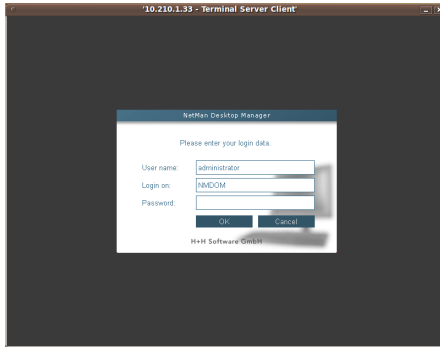 '10.210.1.33 - Terminal Server Client'
NetMan Desktop Manager
Please enter your login data.
User name: administrator
Login on: NMDOM
Password:
OK Cancel
H+H Software GmbH